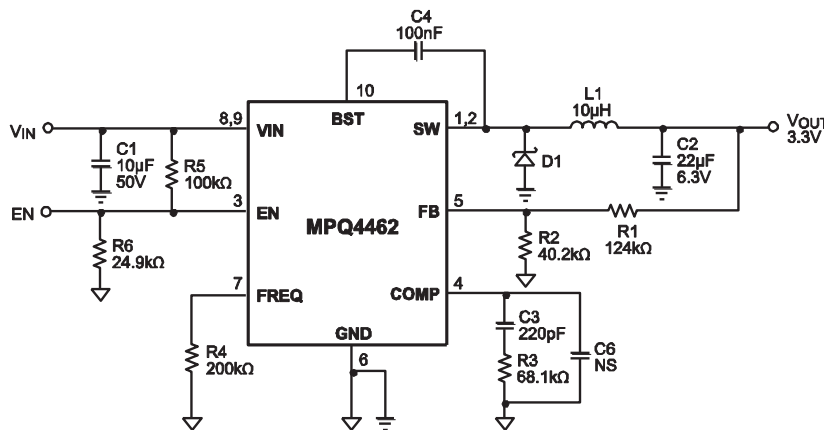 C4
100nF
10
BST
VIN
8,9
VIN
SW
1,2
L1
10µH
VOUT
3.3V
C1
10µF
50V
R5
100kΩ
D1
C2
22µF
6.3V
EN
3
EN
MPQ4462
FB
5
R1
124kΩ
R6
24.9kΩ
R2
40.2kΩ
7
FREQ
COMP
4
R4
200kΩ
GND
6
C3
220pF
R3
68.1kΩ
C6
NS